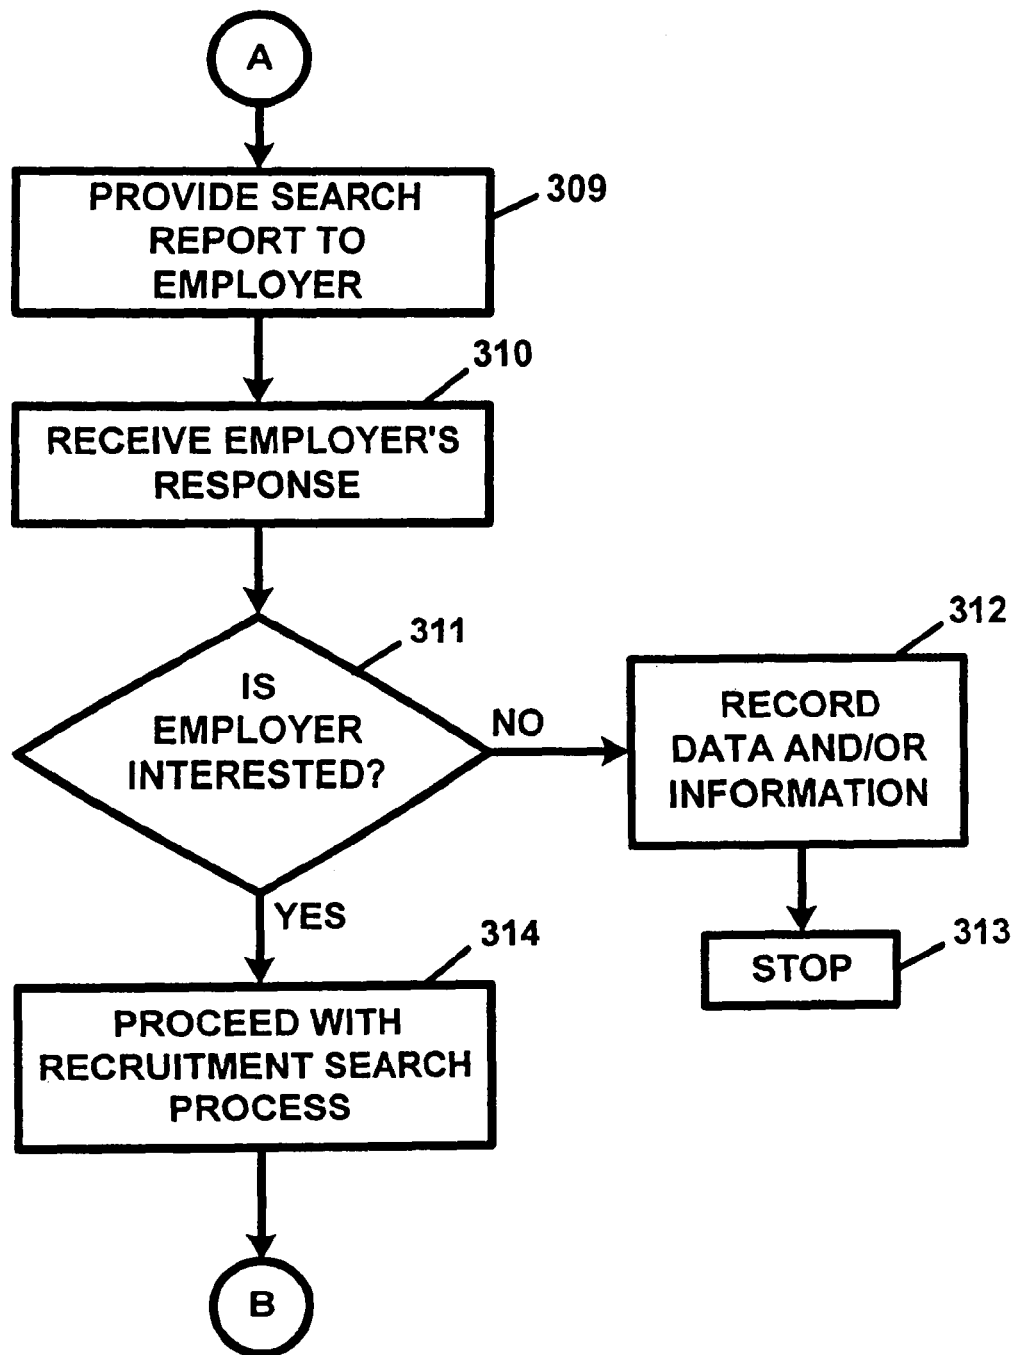 A
PROVIDE SEARCH
REPORT TO
EMPLOYER
309
310
RECEIVE EMPLOYER'S
RESPONSE
311
IS
EMPLOYER
INTERESTED?
NO
312
RECORD
DATA AND/OR
INFORMATION
YES
313
STOP
314
PROCEED WITH
RECRUITMENT SEARCH
PROCESS
B